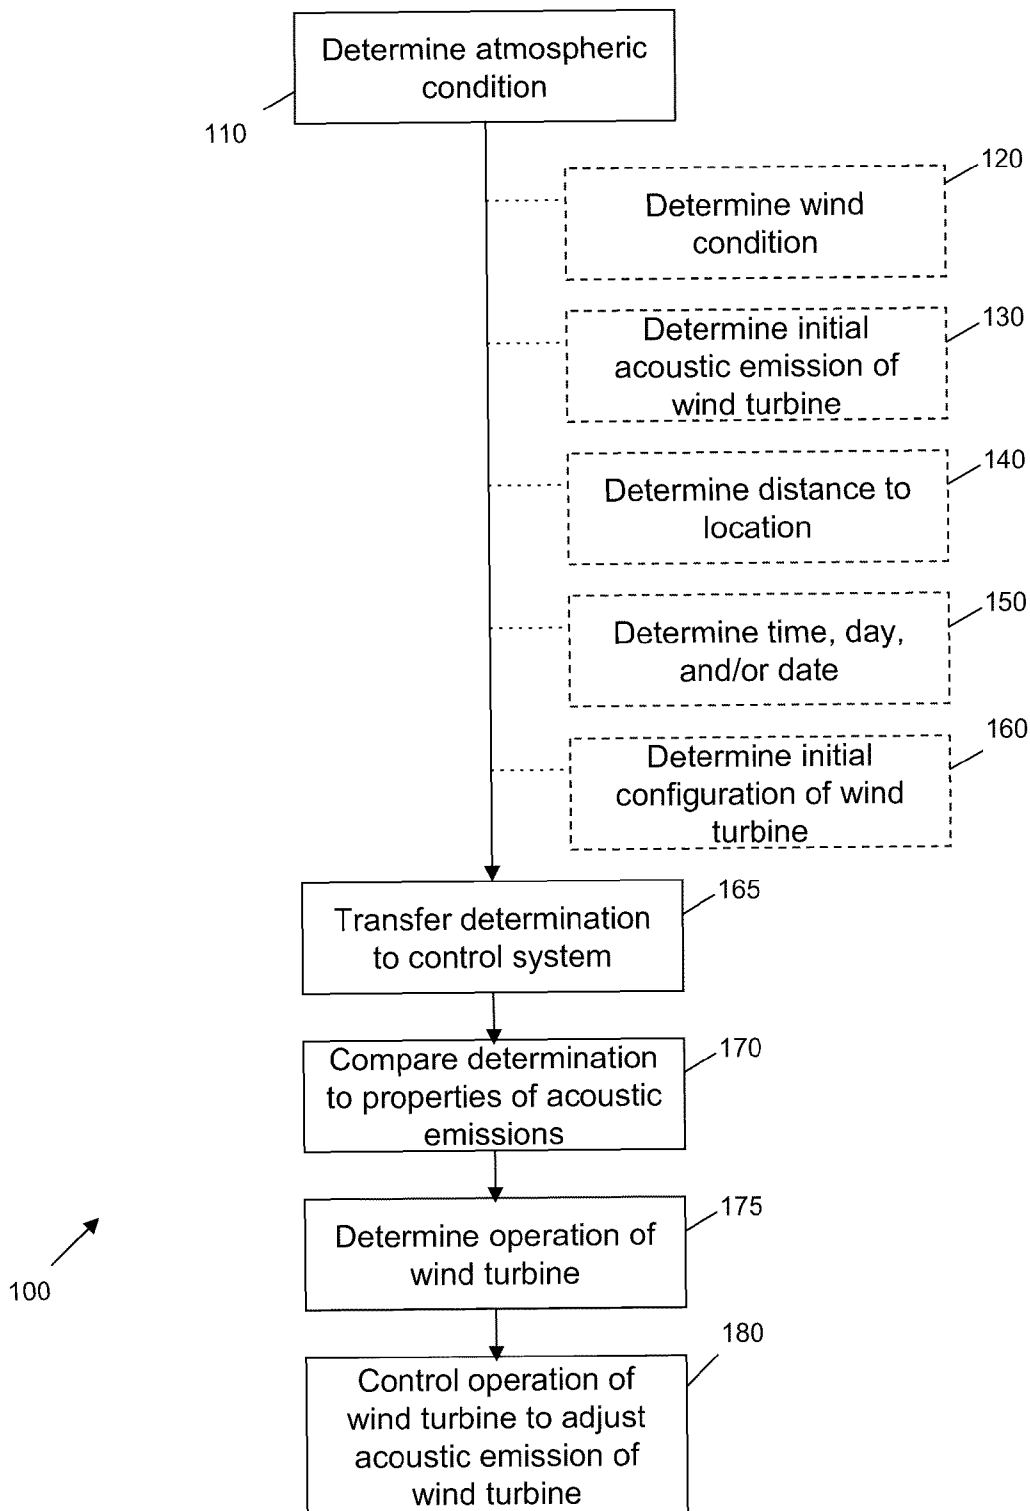 Determine atmospheric
condition
110
120
Determine wind
condition
130
Determine initial
acoustic emission of
wind turbine
140
Determine distance to
location
150
Determine time, day,
and/or date
160
Determine initial
configuration of wind
turbine
165
Transfer determination
to control system
170
Compare determination
to properties of acoustic
emissions
175
Determine operation of
wind turbine
100
180
Control operation of
wind turbine to adjust
acoustic emission of
wind turbine